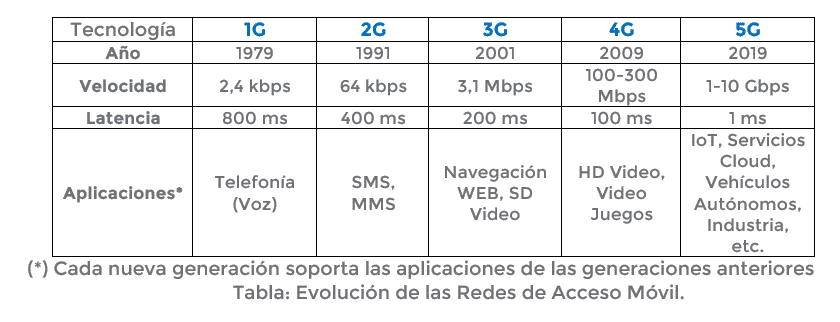 Tecnología 1G 2G 3G 4G 5G
Año 1979 1991 2001 2009 2019
Velocidad 2,4 kbps 64 kbps 3,1 Mbps 100-300 Mbps 1-10 Gbps
Latencia 800 ms 400 ms 200 ms 100 ms 1 ms
Aplicaciones* Telefonía (Voz) SMS, MMS Navegación WEB, SD Video HD Video, Video Juegos IoT, Servicios Cloud, Vehículos Autónomos, Industria, etc.
(*) Cada nueva generación soporta las aplicaciones de las generaciones anteriores
Tabla: Evolución de las Redes de Acceso Móvil.